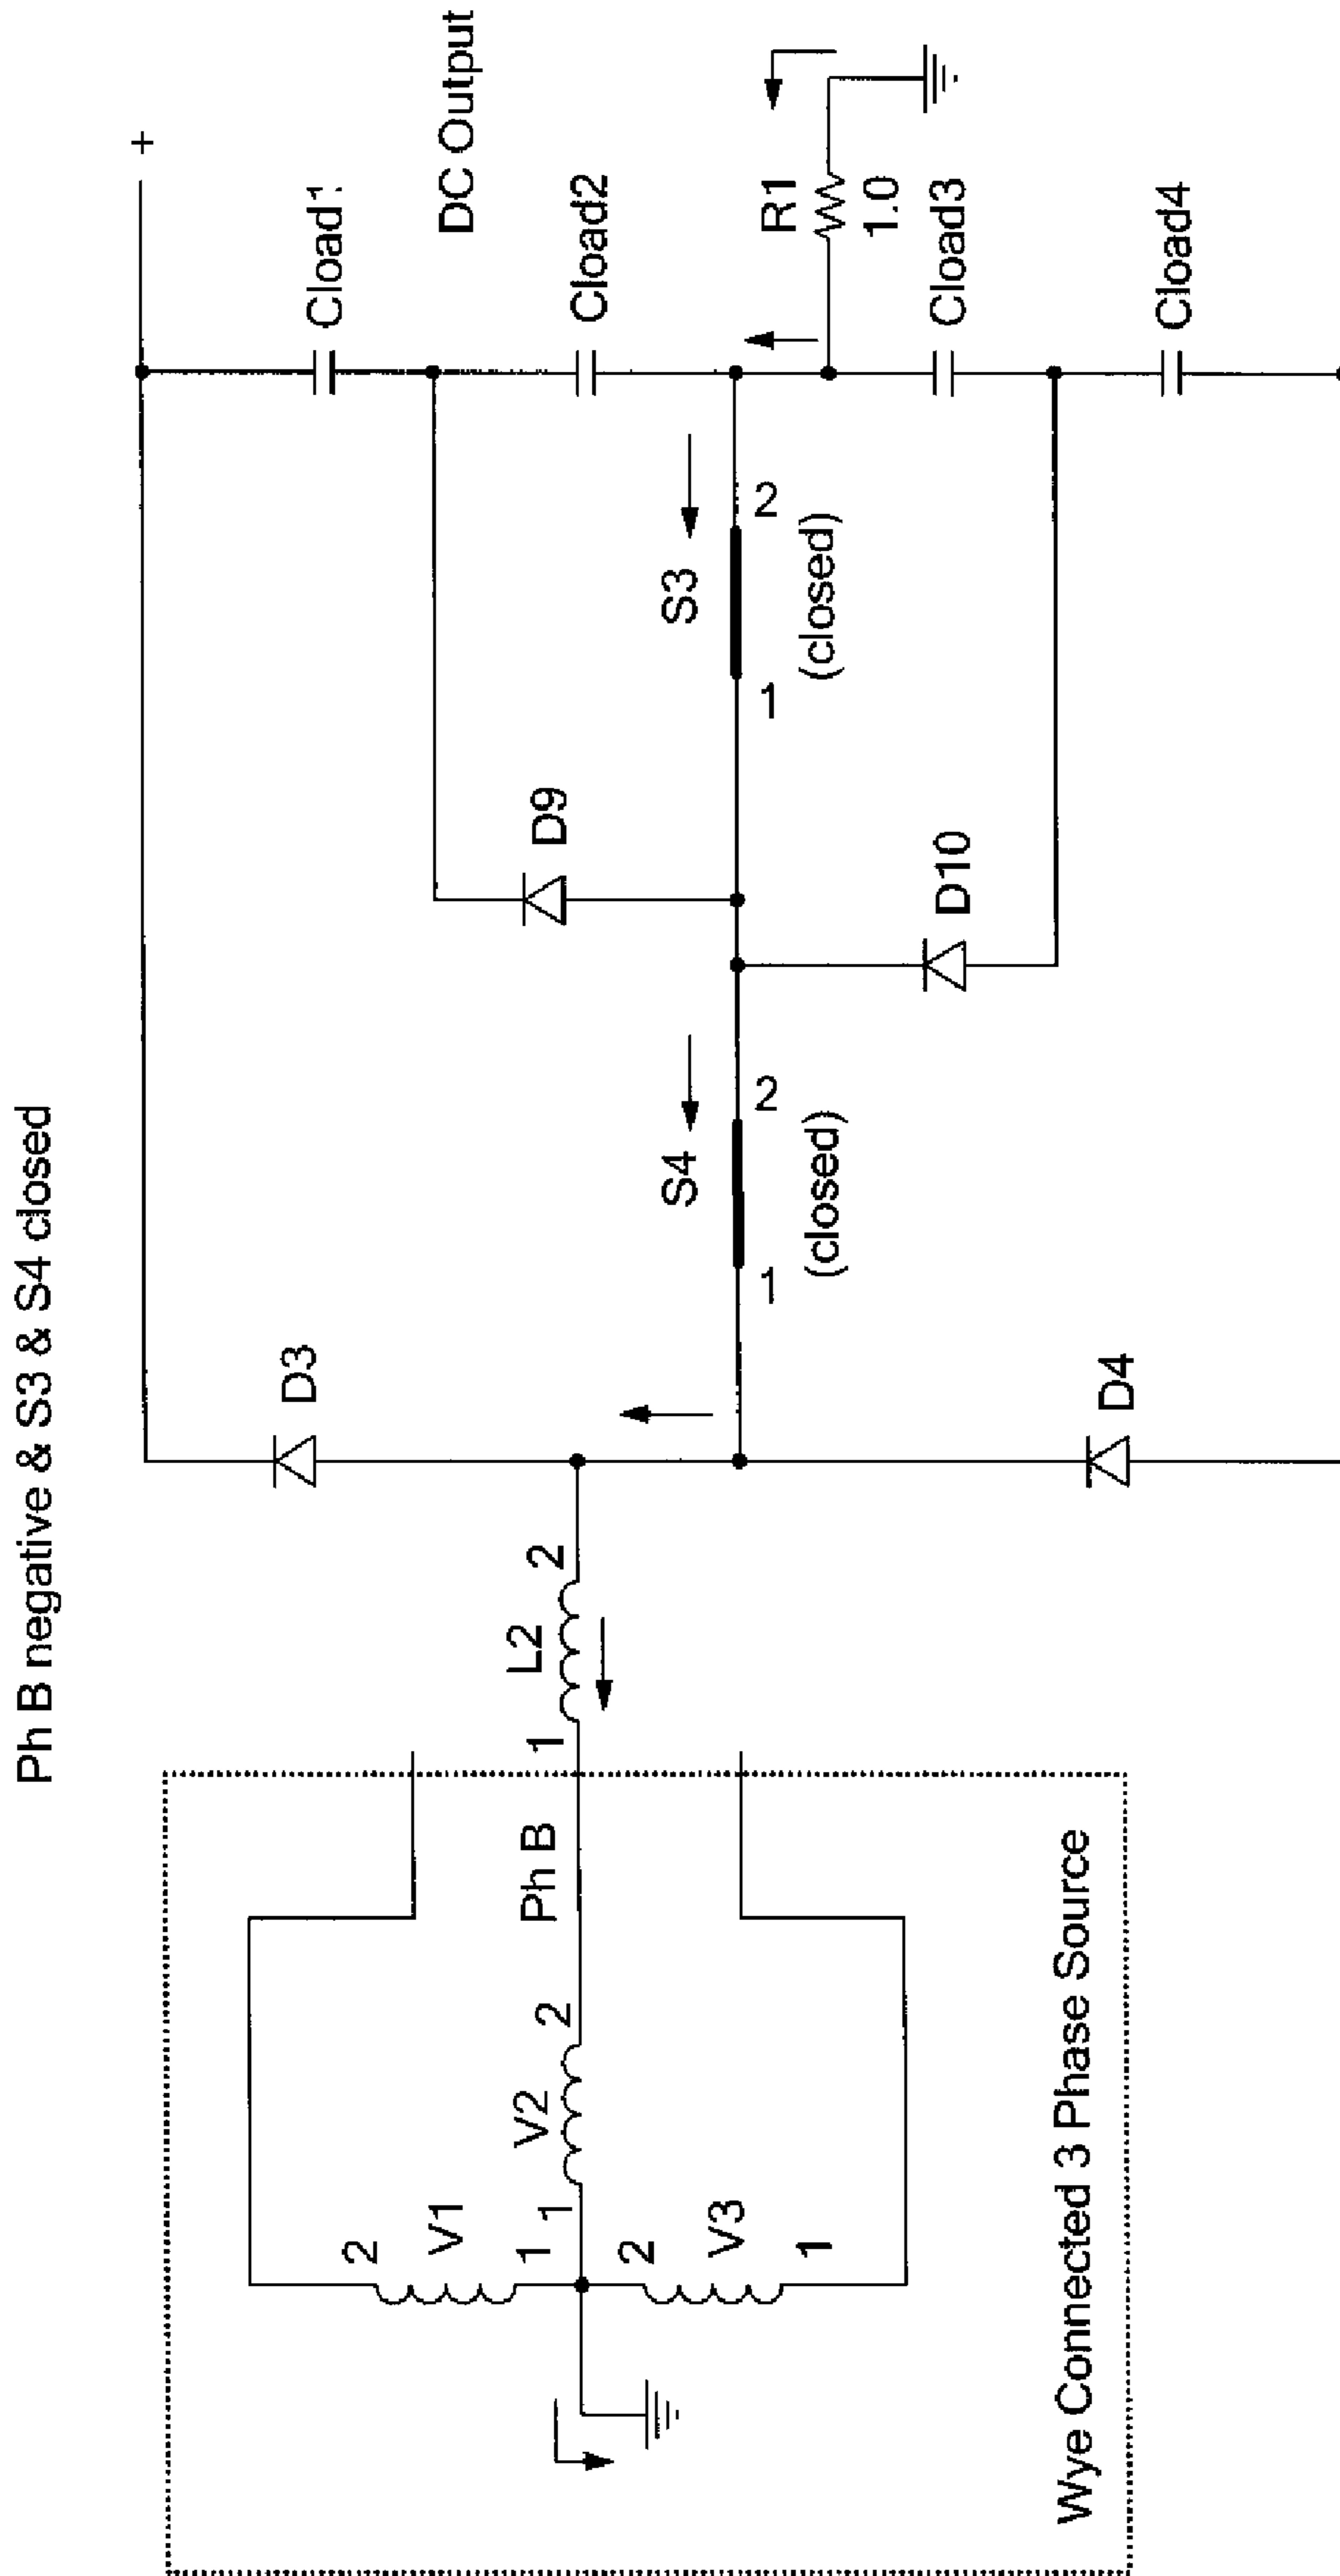 Ph B negative & S3 & S4 closed
+
D3
Cload1
D9
DC Output
2
V1
1
Ph B
1
L2
2
Cload2
V2
1
2
S4
1
2
(closed)
S3
1
2
(closed)
R1
1.0
2
V3
1
D10
Cload3
D4
Cload4
Wye Connected 3 Phase Source